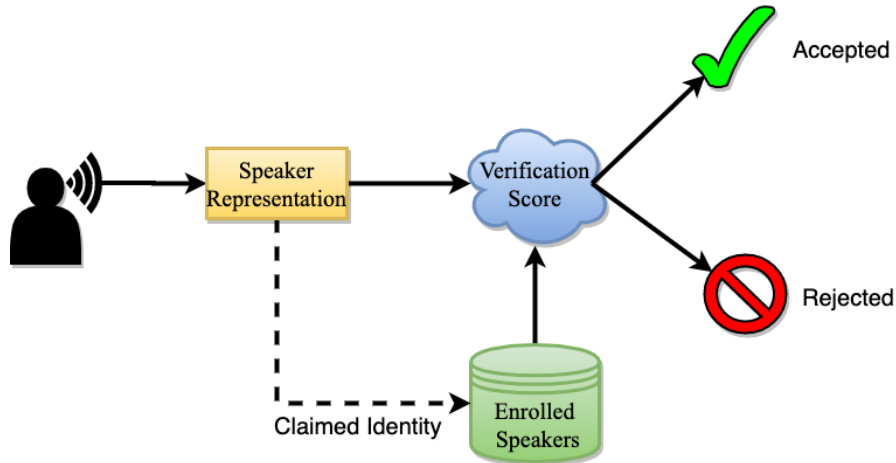 Accepted
Speaker
Representation
Verification
Score
Rejected
Claimed Identity
Enrolled
Speakers